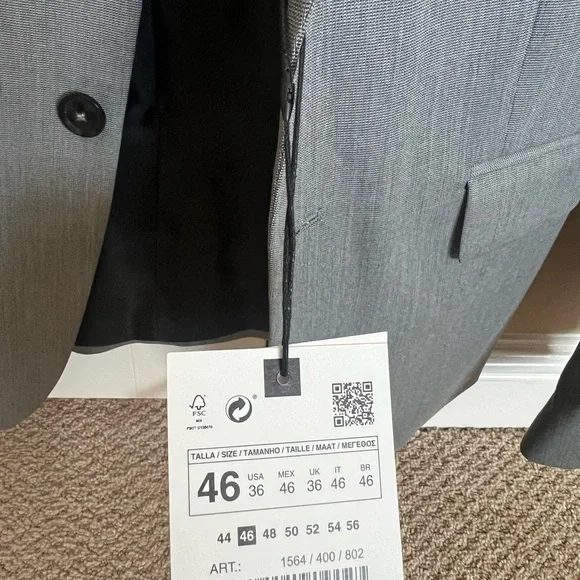 FSC
MIX
TALLA / SIZE / TAMANHO / TAILLE / MAAT / ΜΕΓΕΘΟΣ
46 USA 36 MEX 46 UK 36 IT 46 BR 46
44 46 48 50 52 54 56
ART.: 1564 / 400 / 802